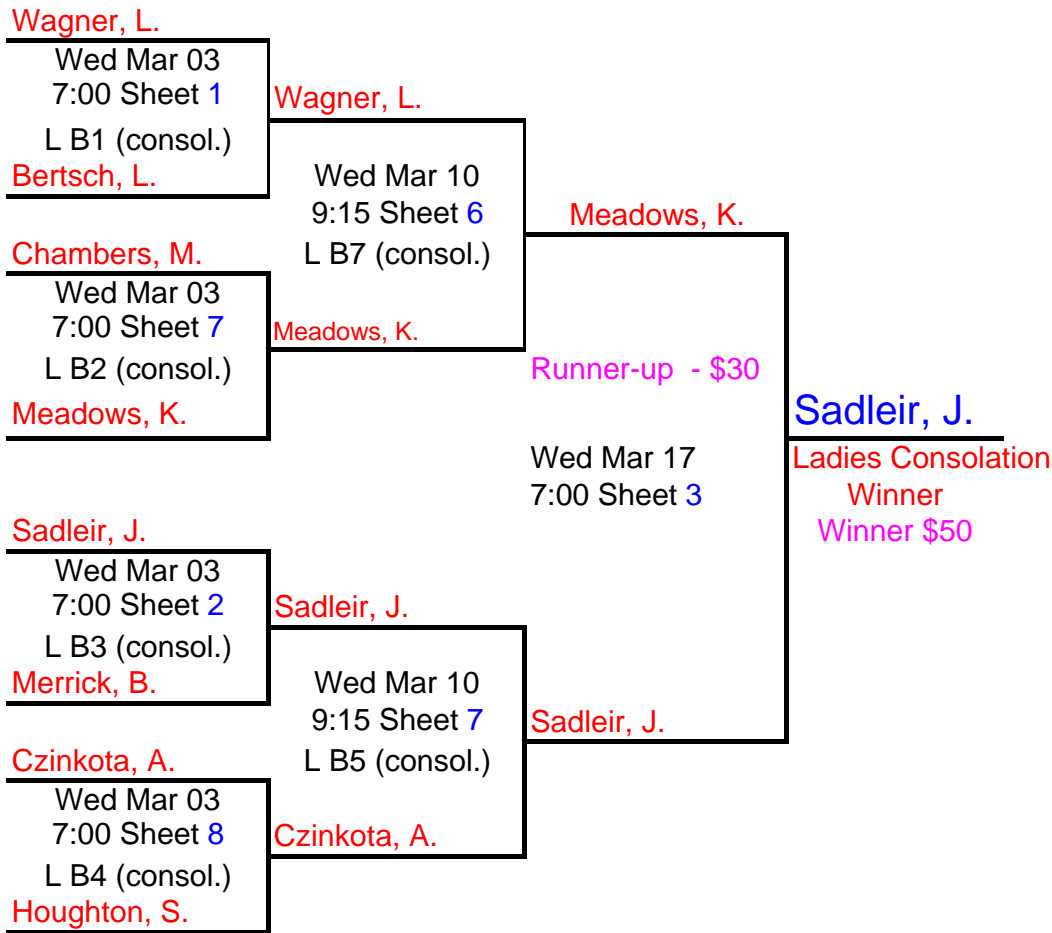 Wagner, L.
Wed Mar 03
7:00 Sheet 1
L B1 (consol.)
Bertsch, L.
Chambers, M.
Wed Mar 03
7:00 Sheet 7
L B2 (consol.)
Meadows, K.
Sadleir, J.
Wed Mar 03
7:00 Sheet 2
L B3 (consol.)
Merrick, B.
Czinkota, A.
Wed Mar 03
7:00 Sheet 8
L B4 (consol.)
Houghton, S.
Wagner, L.
Wed Mar 10
9:15 Sheet 6
L B7 (consol.)
Meadows, K.
Sadleir, J.
Wed Mar 10
9:15 Sheet 7
L B5 (consol.)
Czinkota, A.
Meadows, K.
Runner-up - $30
Wed Mar 17
7:00 Sheet 3
Sadleir, J.
Sadleir, J.
Ladies Consolation
Winner
Winner $50